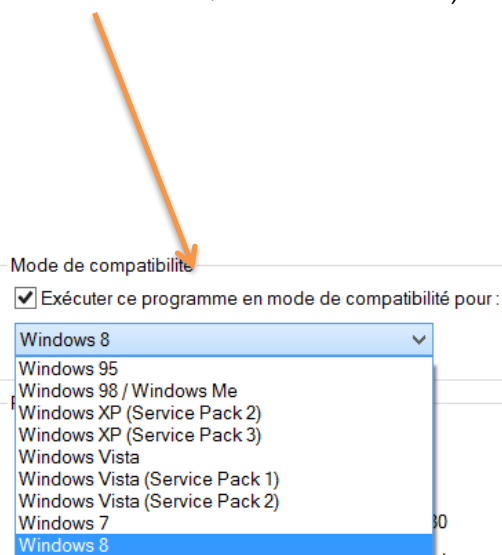 Mode de compatibilité
Exécuter ce programme en mode de compatibilité pour :
Windows 8
Windows 95
Windows 98 / Windows Me
Windows XP (Service Pack 2)
Windows XP (Service Pack 3)
Windows Vista
Windows Vista (Service Pack 1)
Windows Vista (Service Pack 2)
Windows 7
Windows 8